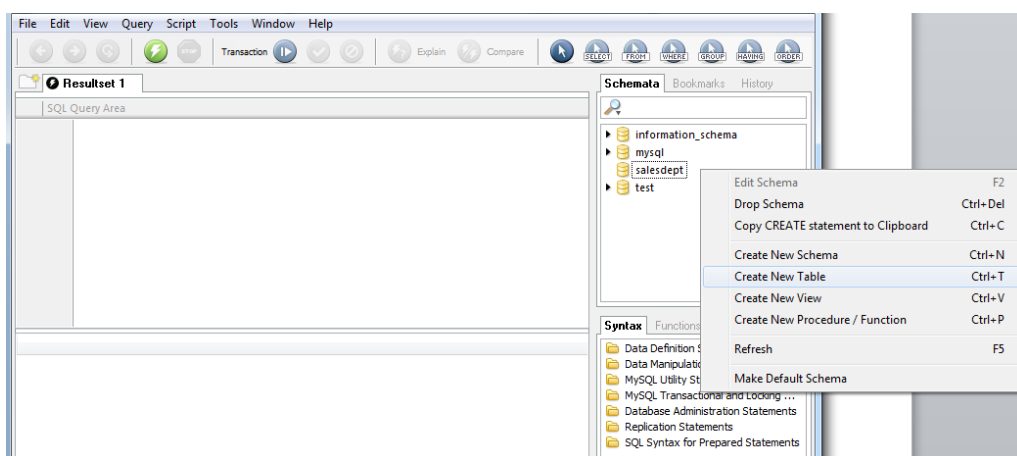 File Edit View Query Script Tools Window Help
STOP Transaction Explain Compare SELECT FROM WHERE GROUP HAVING ORDER
Resultset 1
SQL Query Area
Schemata Bookmarks History
information_schema
mysql
salesdept
test
Edit Schema F2
Drop Schema Ctrl+Del
Copy CREATE statement to Clipboard Ctrl+C
Create New Schema Ctrl+N
Create New Table Ctrl+T
Create New View Ctrl+V
Create New Procedure / Function Ctrl+P
Refresh F5
Make Default Schema
Syntax Functions
Data Definition S
Data Manipulatic
MySQL Utility St
MySQL Transactional and Locking ...
Database Administration Statements
Replication Statements
SQL Syntax for Prepared Statements